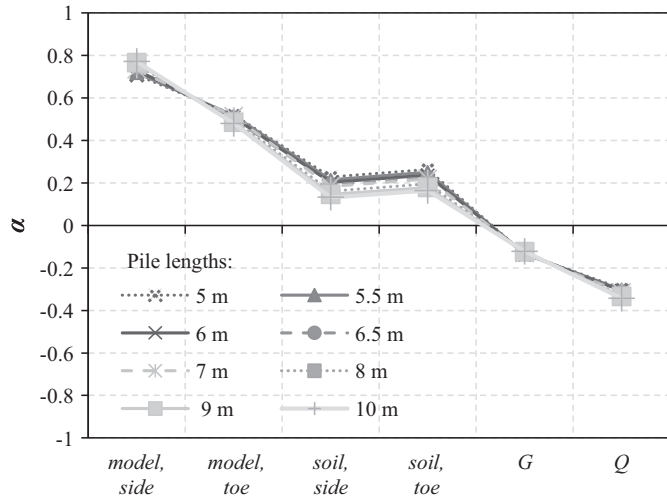 1
0.8
0.6
0.4
0.2
0
-0.2
-0.4
-0.6
-0.8
-1
α
Pile lengths:
5 m 5.5 m
6 m 6.5 m
7 m 8 m
9 m 10 m
model, model, soil, soil, G Q
side toe side toe